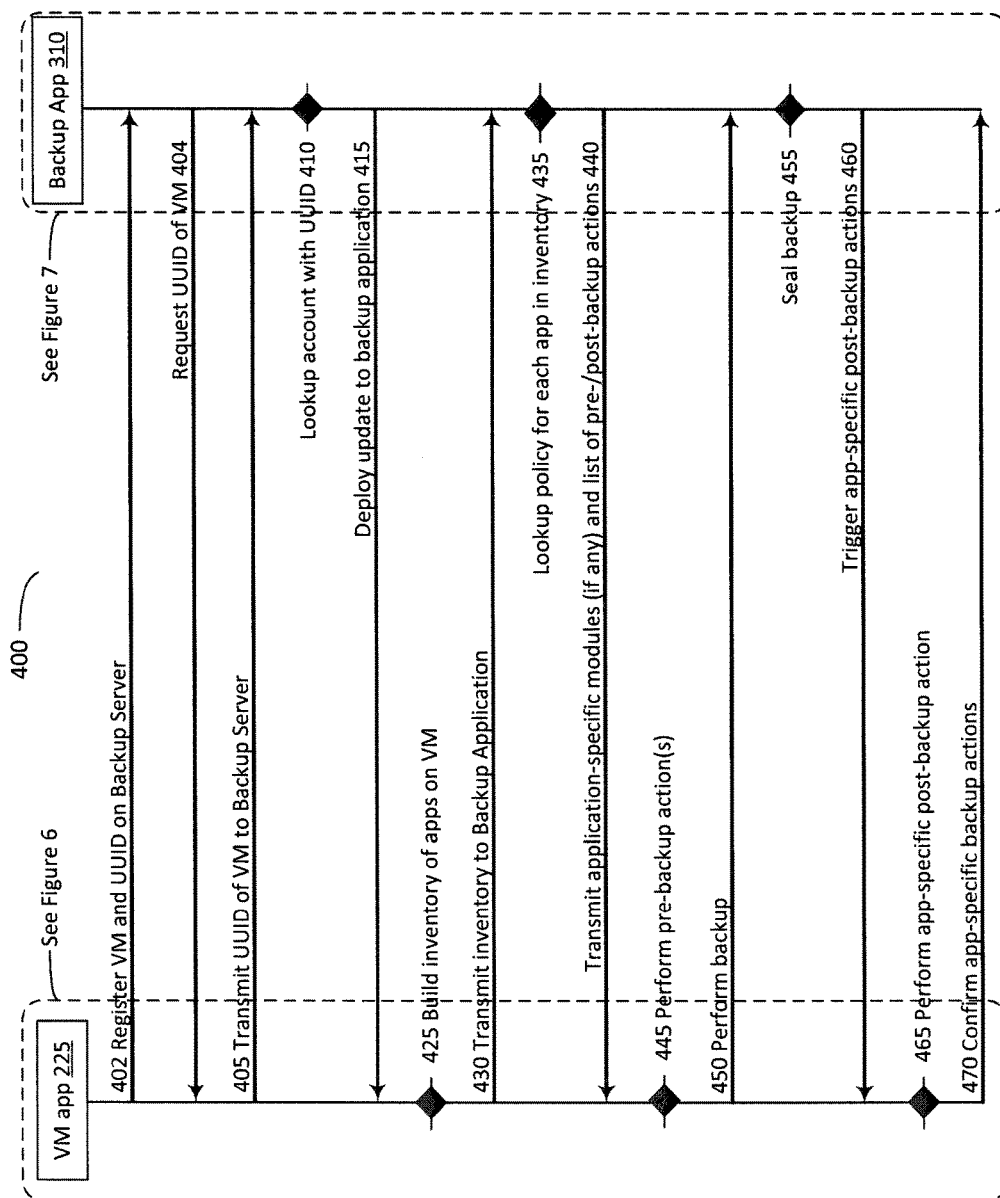 400
See Figure 6
See Figure 7
VM app 225
Backup App 310
402 Register VM and UUID on Backup Server
Request UUID of VM 404
405 Transmit UUID of VM to Backup Server
Lookup account with UUID 410
Deploy update to backup application 415
425 Build inventory of apps on VM
430 Transmit inventory to Backup Application
Lookup policy for each app in inventory 435
Transmit application-specific modules (if any) and list of pre-/post-backup actions 440
445 Perform pre-backup action(s)
450 Perform backup
Seal backup 455
Trigger app-specific post-backup actions 460
465 Perform app-specific post-backup action
470 Confirm app-specific backup actions